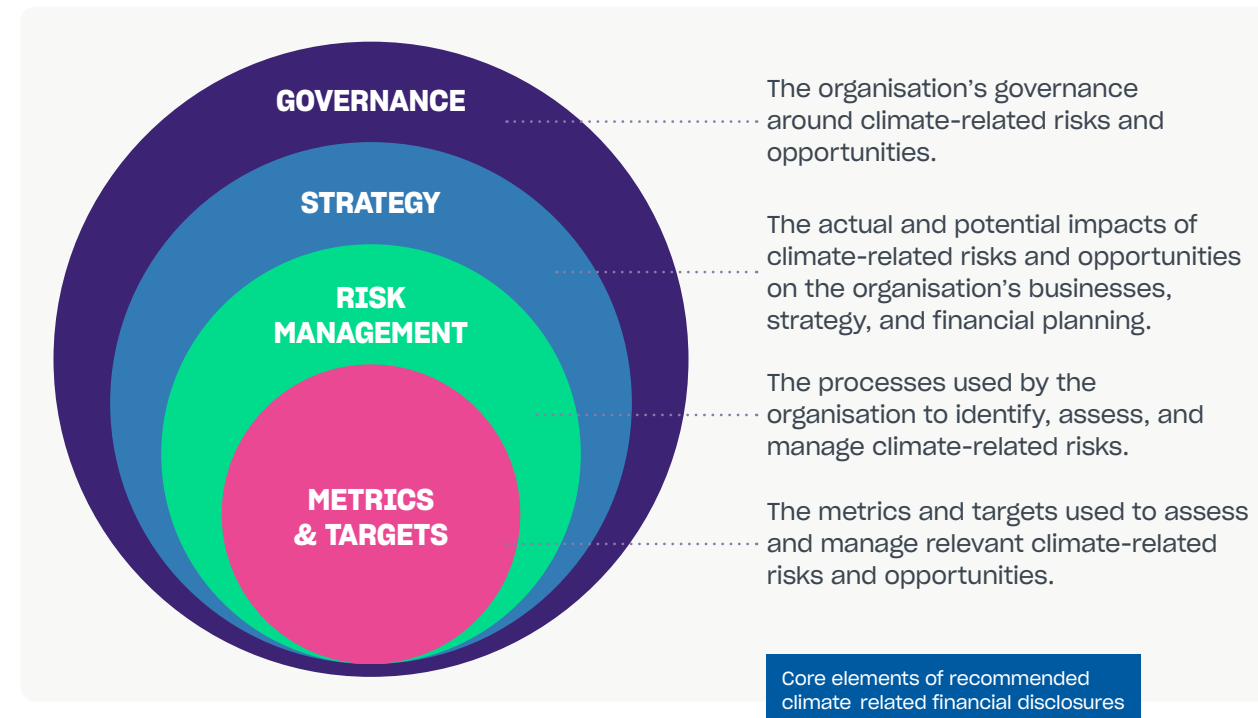 GOVERNANCE
The organisation’s governance
around climate-related risks and
opportunities.
STRATEGY
The actual and potential impacts of
climate-related risks and opportunities
on the organisation’s businesses,
strategy, and financial planning.
RISK
MANAGEMENT
The processes used by the
organisation to identify, assess, and
manage climate-related risks.
METRICS
& TARGETS
The metrics and targets used to assess
and manage relevant climate-related
risks and opportunities.
Core elements of recommended
climate related financial disclosures